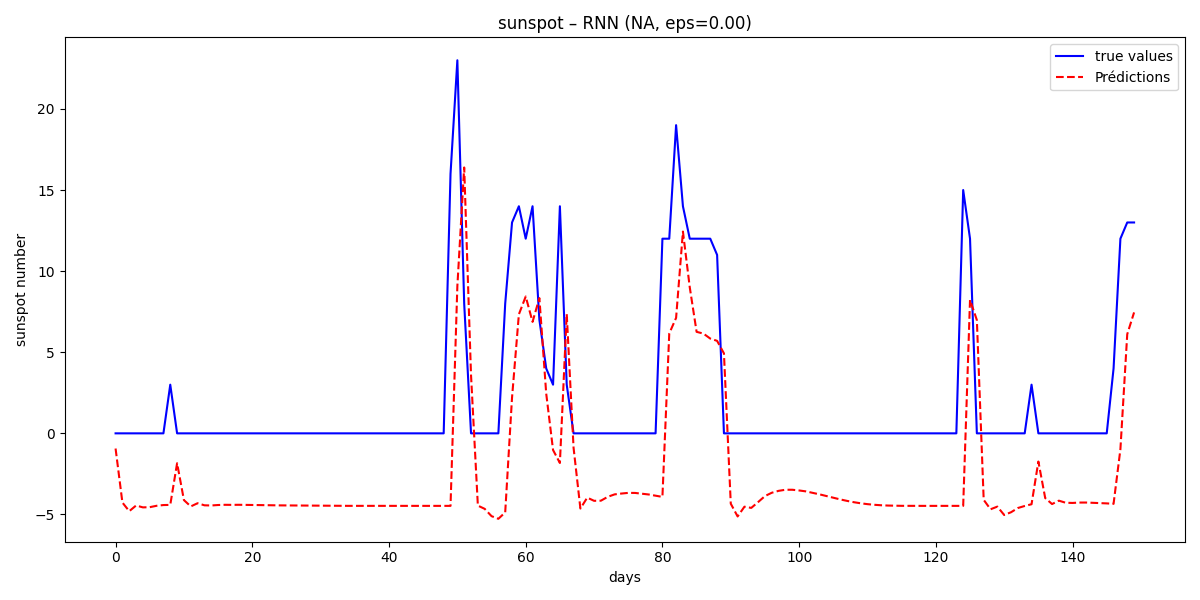 sunspot – RNN (NA, eps=0.00)
true values
Prédictions
sunspot number
20
15
10
5
0
−5
0 20 40 60 80 100 120 140
days